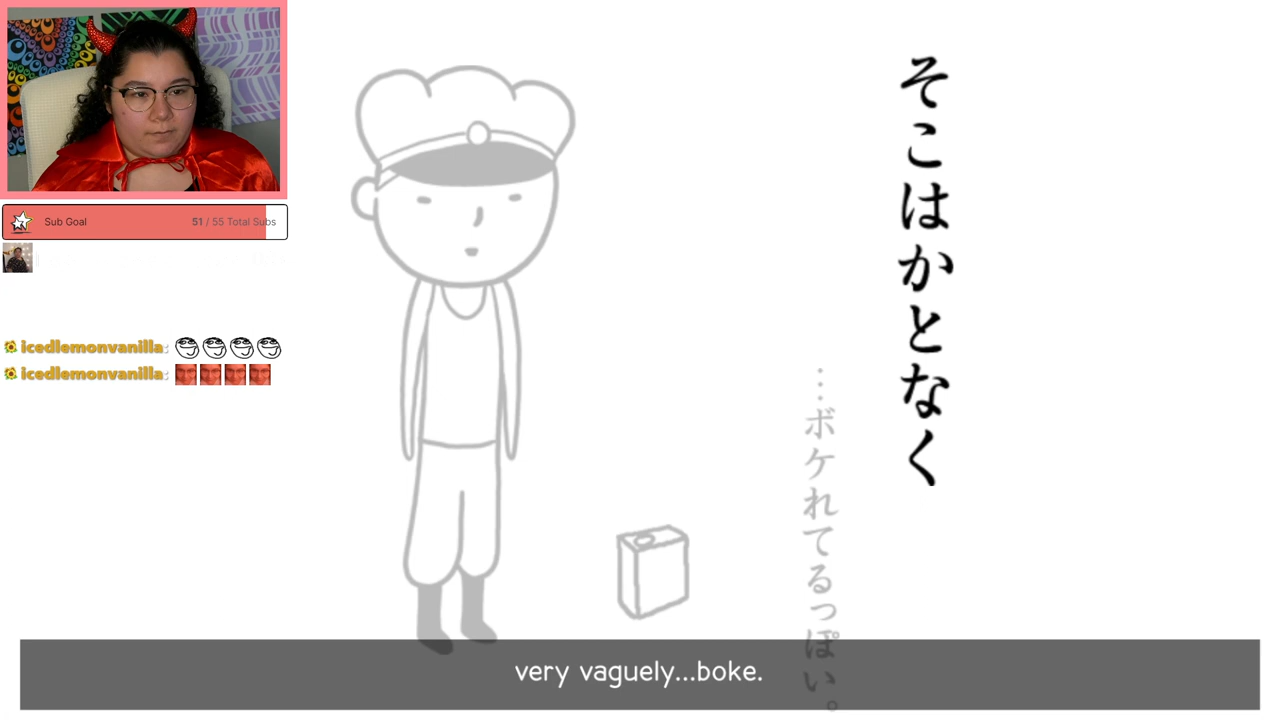 Sub Goal
51 / 55 Total Subs
icedlemonvanilla:
icedlemonvanilla:
そこはかとなく
…ボケれてるっぽい。
very vaguely...boke.